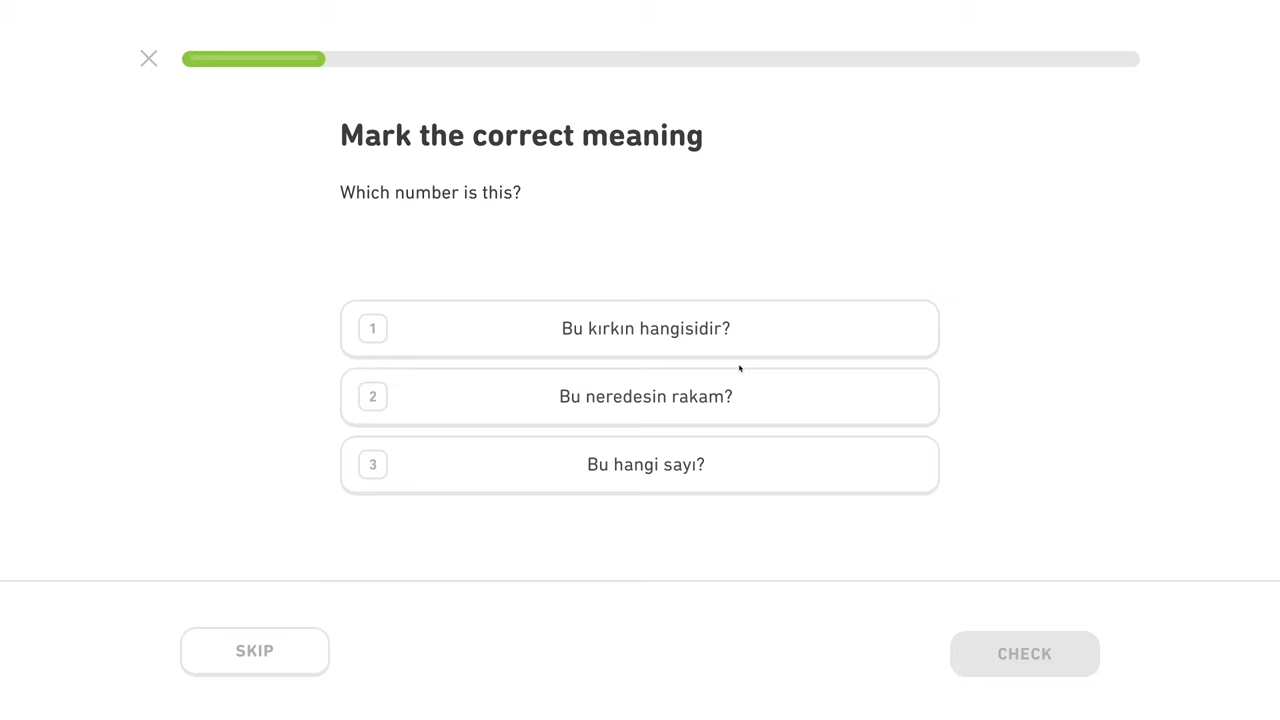 Mark the correct meaning
Which number is this?
1 Bu kırkın hangisidir?
2 Bu neredesin rakam?
3 Bu hangi sayı?
SKIP
CHECK